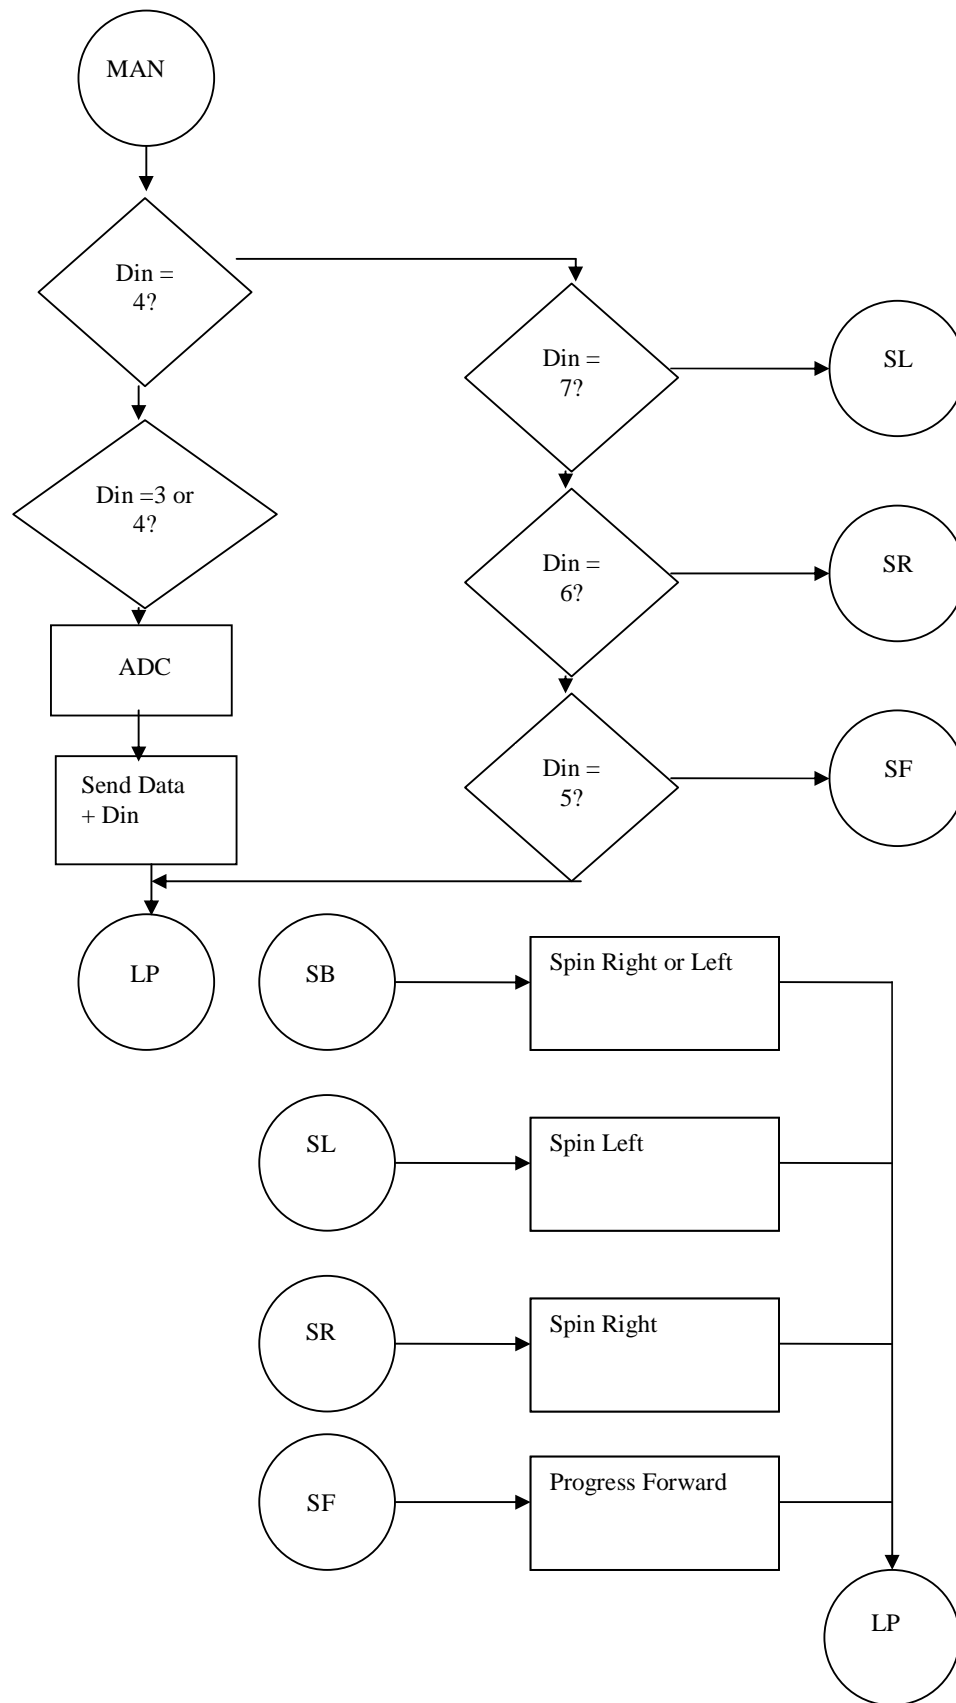 MAN
Din =
4?
Din =
7?
SL
Din =3 or
4?
Din =
6?
SR
ADC
Din =
5?
SF
Send Data
+ Din
LP
SB
Spin Right or Left
SL
Spin Left
SR
Spin Right
SF
Progress Forward
LP